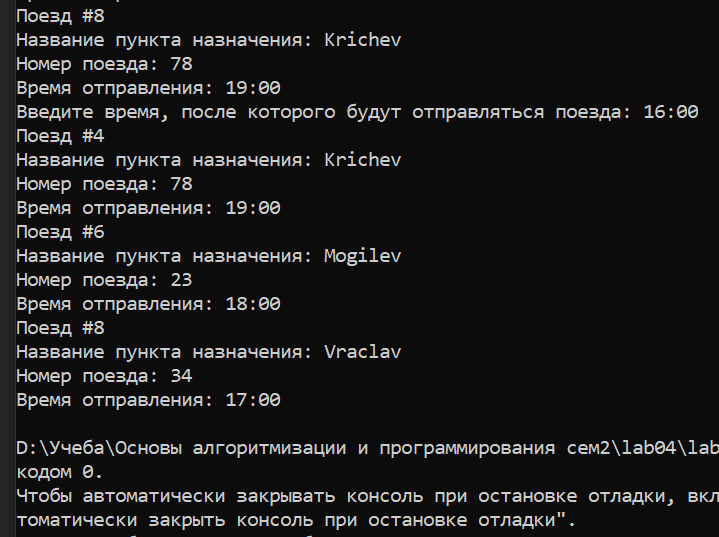 Поезд #8
Название пункта назначения: Krichev
Номер поезда: 78
Время отправления: 19:00
Введите время, после которого будут отправляться поезда: 16:00
Поезд #4
Название пункта назначения: Krichev
Номер поезда: 78
Время отправления: 19:00
Поезд #6
Название пункта назначения: Mogilev
Номер поезда: 23
Время отправления: 18:00
Поезд #8
Название пункта назначения: Vraclav
Номер поезда: 34
Время отправления: 17:00
D:\Учеба\Основы алгоритмизации и программирования сем2\lab04\lab
кодом 0.
Чтобы автоматически закрывать консоль при остановке отладки, вкл
томатически закрыть консоль при остановке отладки".